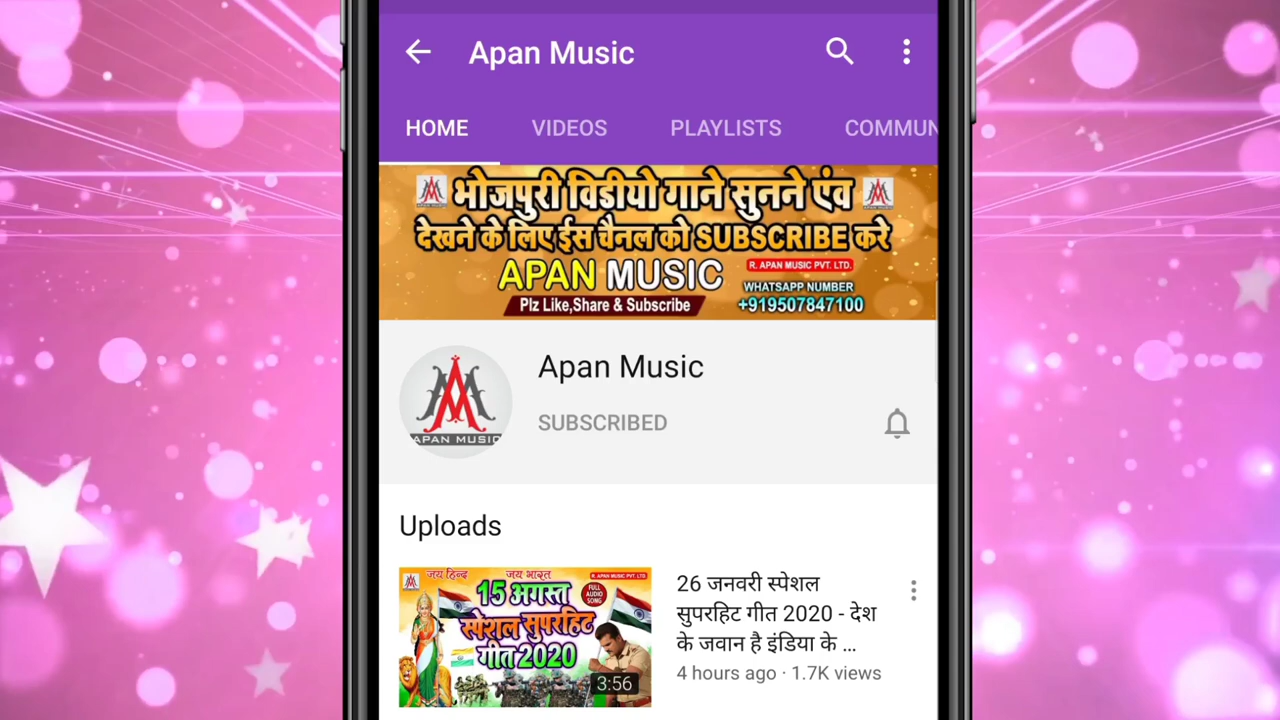 Apan Music
HOME VIDEOS PLAYLISTS COMMUN
भोजपुरी विडीयो गाने सुनने एंव
देखने के लिए ईस चैनल को SUBSCRIBE करे
APAN MUSIC
R. APAN MUSIC PVT. LTD.
Plz Like,Share & Subscribe
WHATSAPP NUMBER
+919507847100
Apan Music
SUBSCRIBED
APAN MUSIC
Uploads
जय हिन्द जय भारत
R. APAN MUSIC PVT. LTD
15 अगस्त
FULL
AUDIO
SONG
स्पेशल सुपरहिट
गीत 2020
3:56
26 जनवरी स्पेशल
सुपरहिट गीत 2020 - देश
के जवान है इंडिया के ...
4 hours ago · 1.7K views